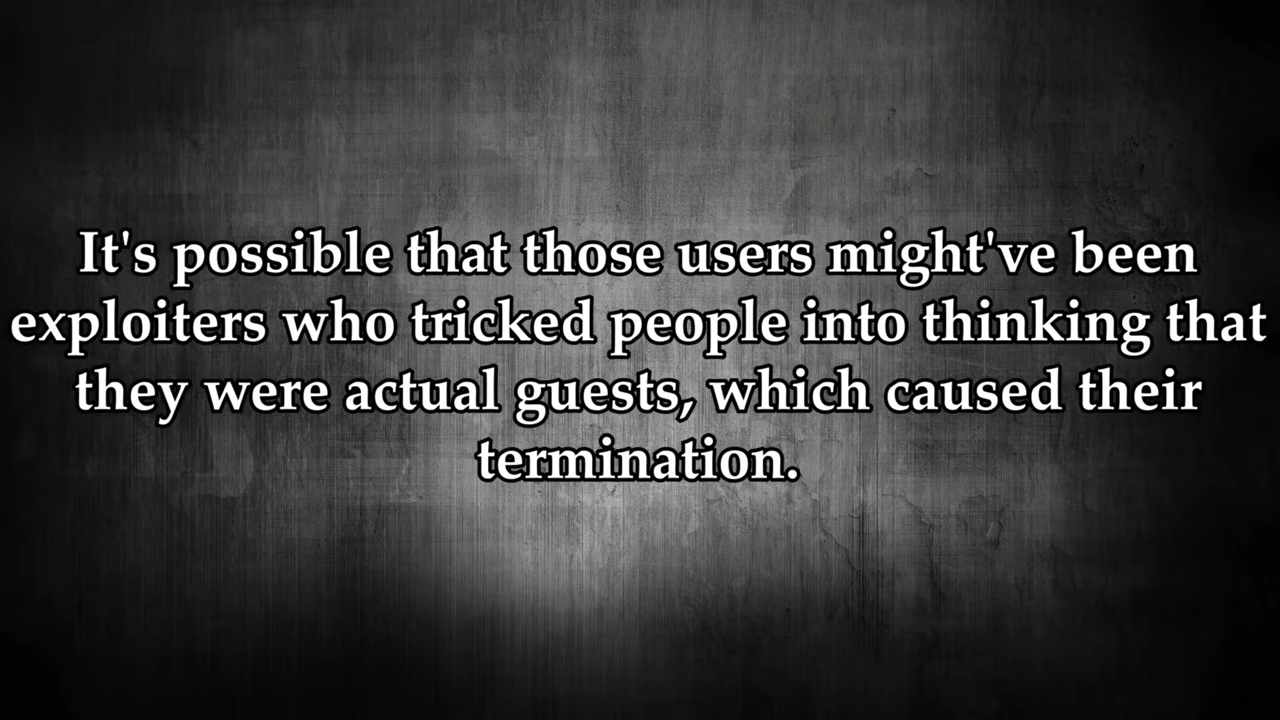 It's possible that those users might've been
exploiters who tricked people into thinking that
they were actual guests, which caused their
termination.